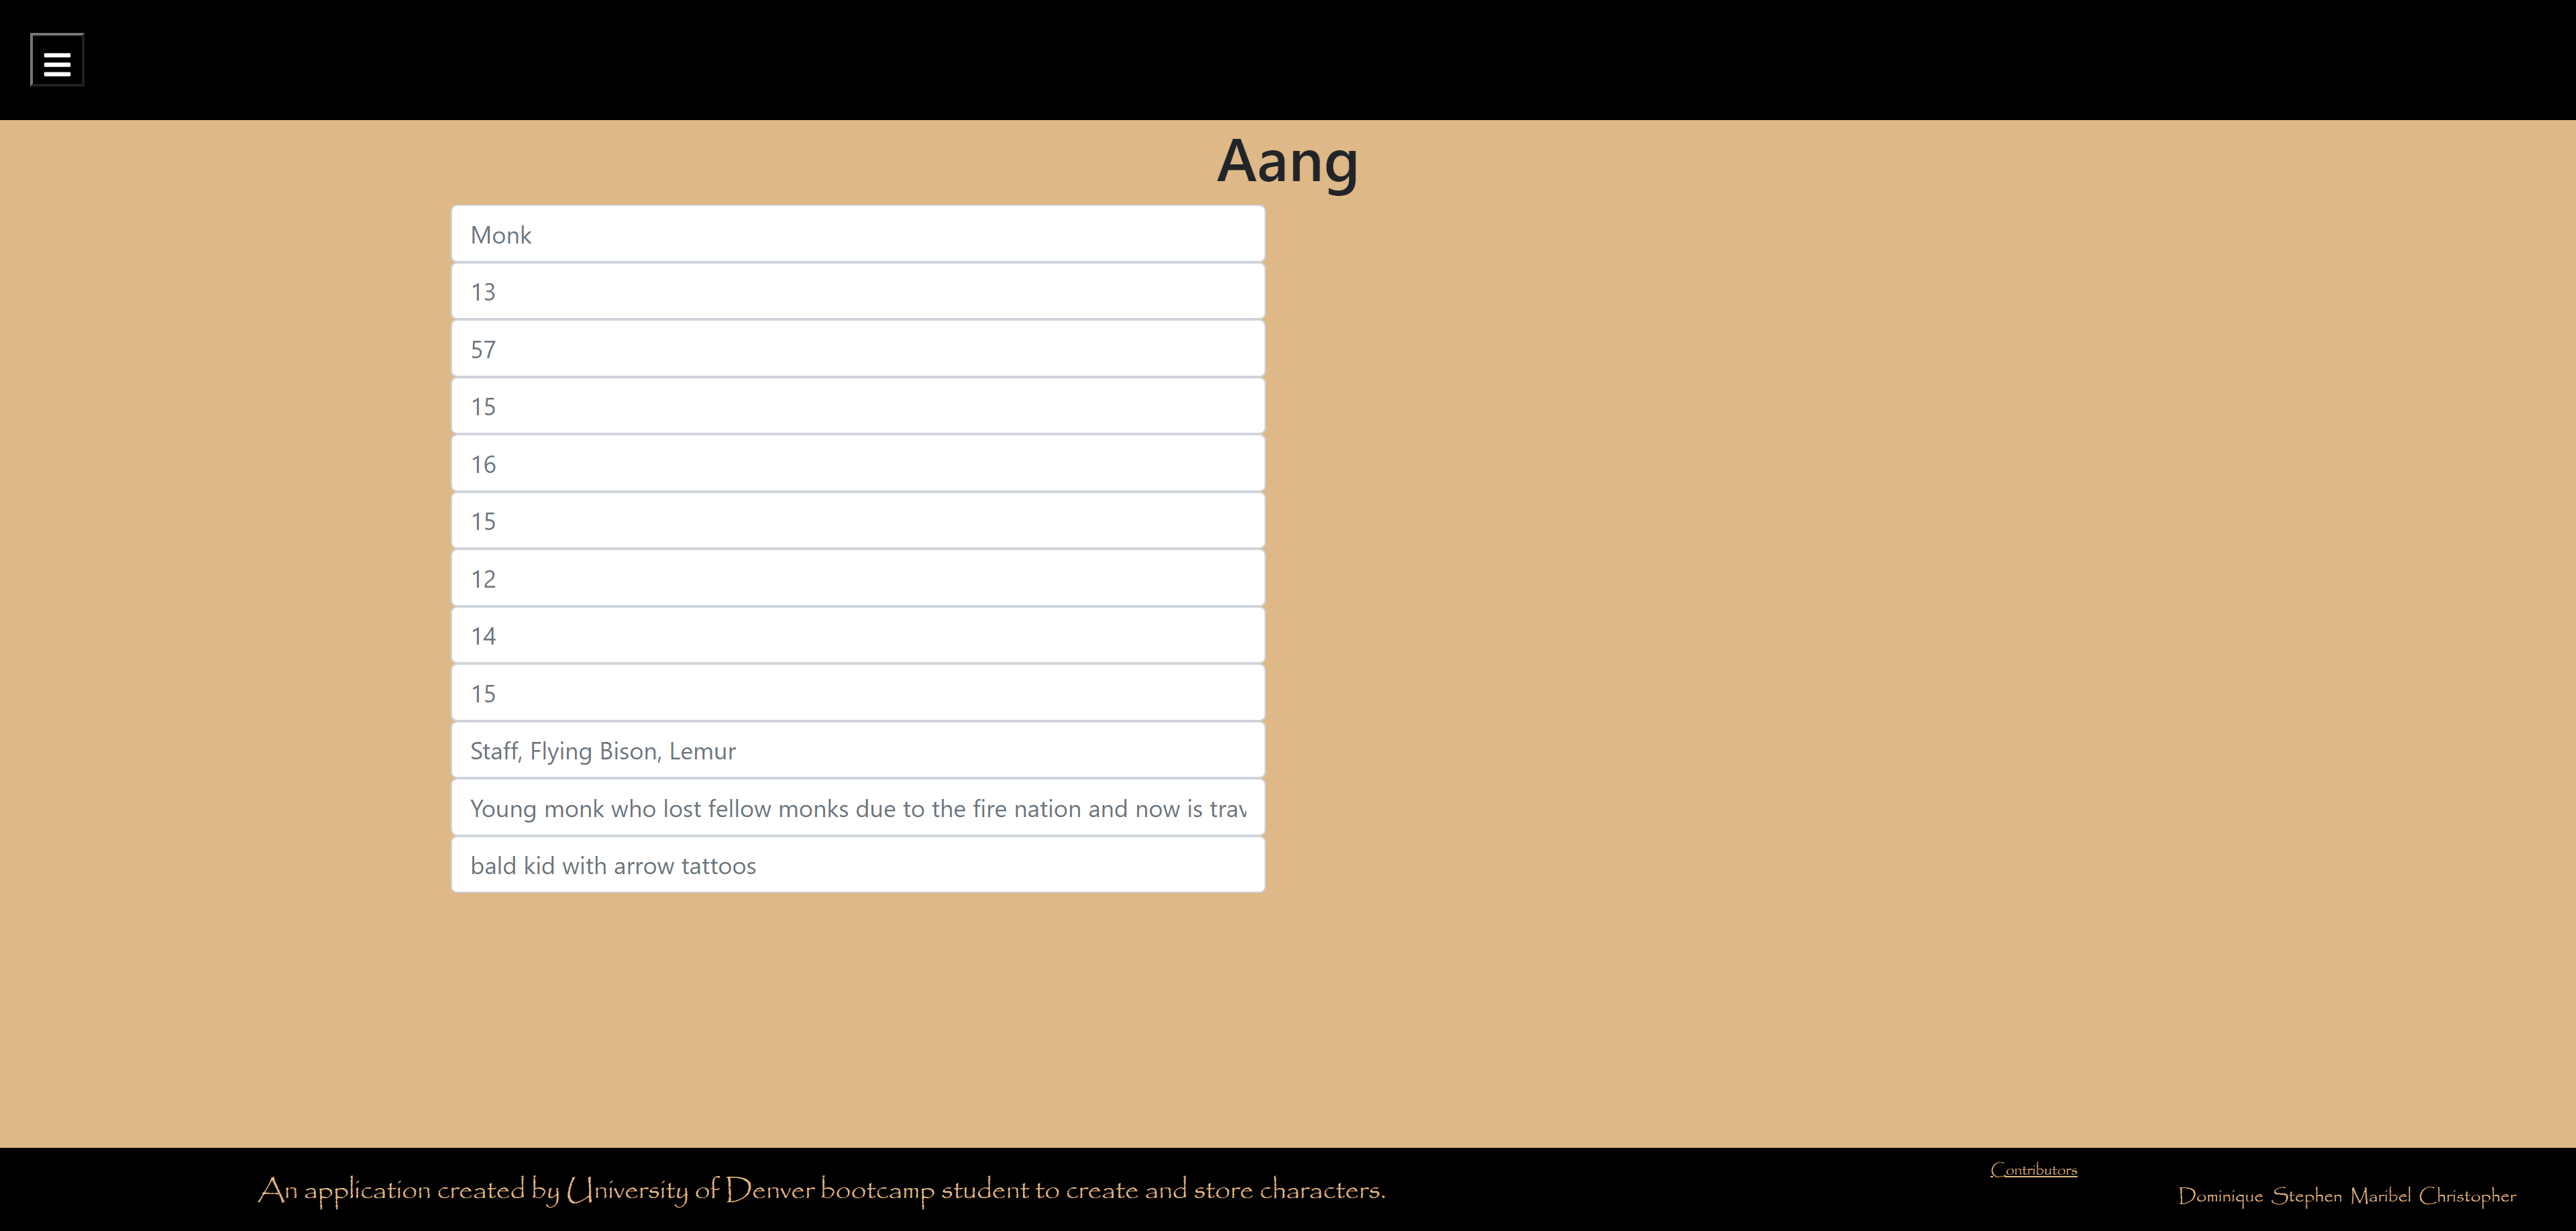 Aang
Monk
13
57
15
16
15
12
14
15
Staff, Flying Bison, Lemur
Young monk who lost fellow monks due to the fire nation and now is
bald kid with arrow tattoos
An application created by University of Denver bootcamp student to create and store characters.
Contributors
Dominique Stephen Maribel Christopher